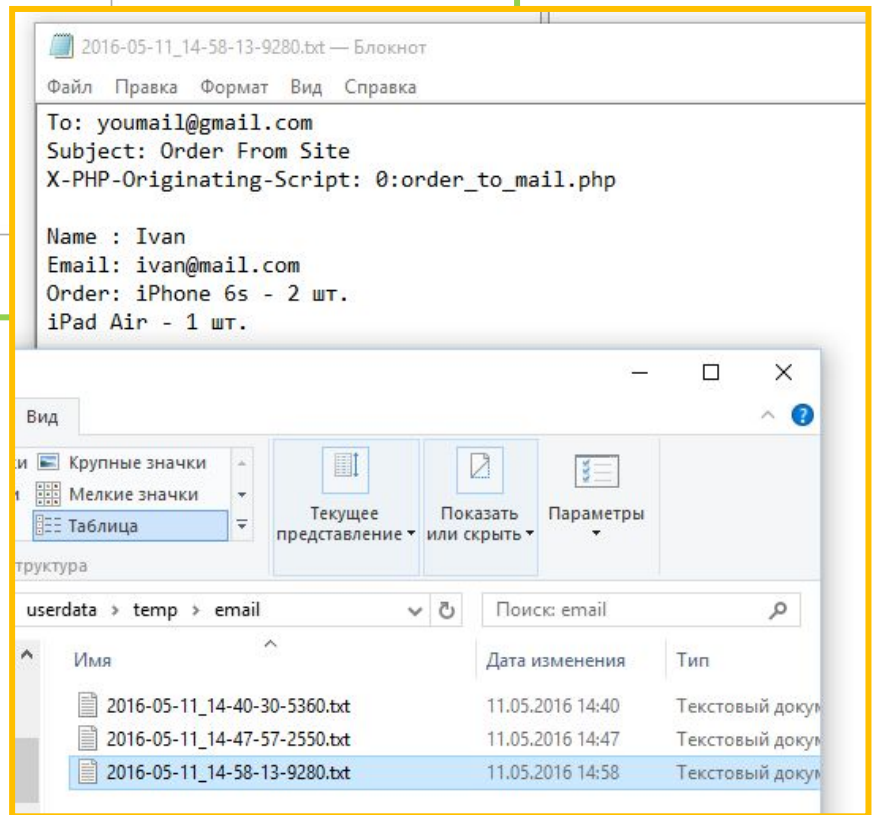 2016-05-11_14-58-13-9280.txt — Блокнот
Файл Правка Формат Вид Справка
To: youmail@gmail.com
Subject: Order From Site
X-PHP-Originating-Script: 0:order_to_mail.php
Name : Ivan
Email: ivan@mail.com
Order: iPhone 6s - 2 шт.
iPad Air - 1 шт.
Вид
Крупные значки
Мелкие значки
Таблица
Текущее
представление
Показать
или скрыть
Параметры
userdata > temp > email
Поиск: email
Имя Дата изменения Тип
2016-05-11_14-40-30-5360.txt 11.05.2016 14:40 Текстовый
2016-05-11_14-47-57-2550.txt 11.05.2016 14:47 Текстовый
2016-05-11_14-58-13-9280.txt 11.05.2016 14:58 Текстовый